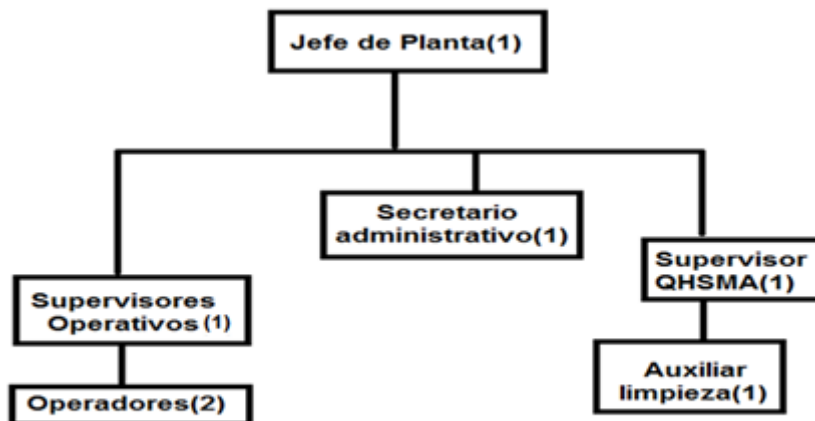 Jefe de Planta(1)
Secretario
administrativo(1)
Supervisor
QHSMA(1)
Supervisores
Operativos(1)
Auxiliar
limpieza(1)
Operadores(2)